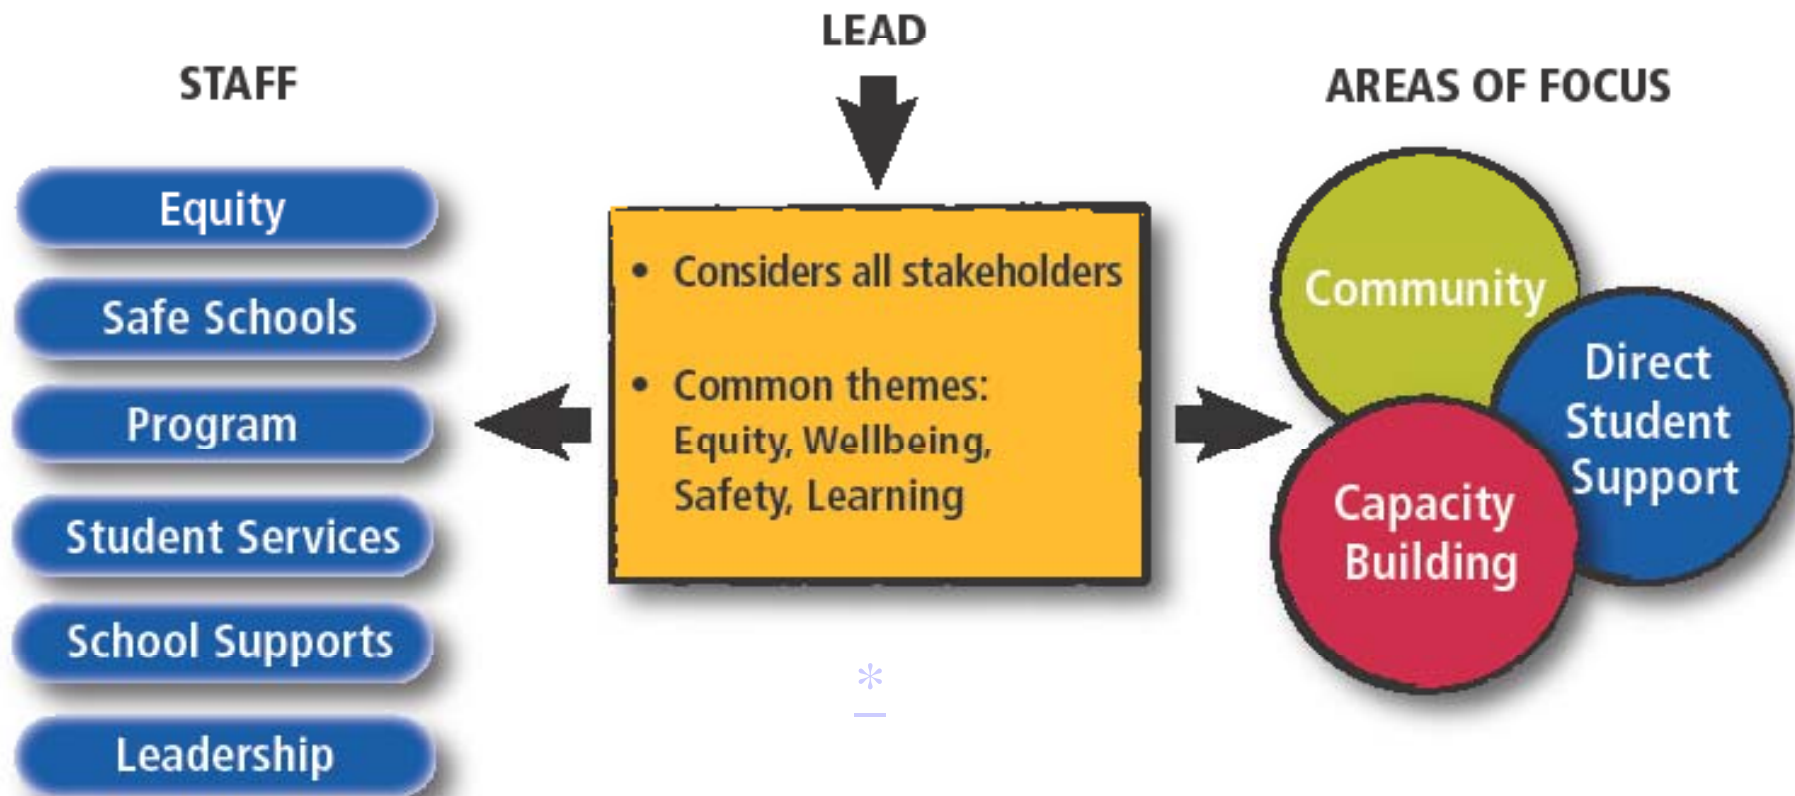 LEAD
STAFF
AREAS OF FOCUS
Equity
Safe Schools
Program
Student Services
School Supports
Leadership
• Considers all stakeholders
• Common themes:
Equity, Wellbeing,
Safety, Learning
*
Community
Direct
Student
Support
Capacity
Building